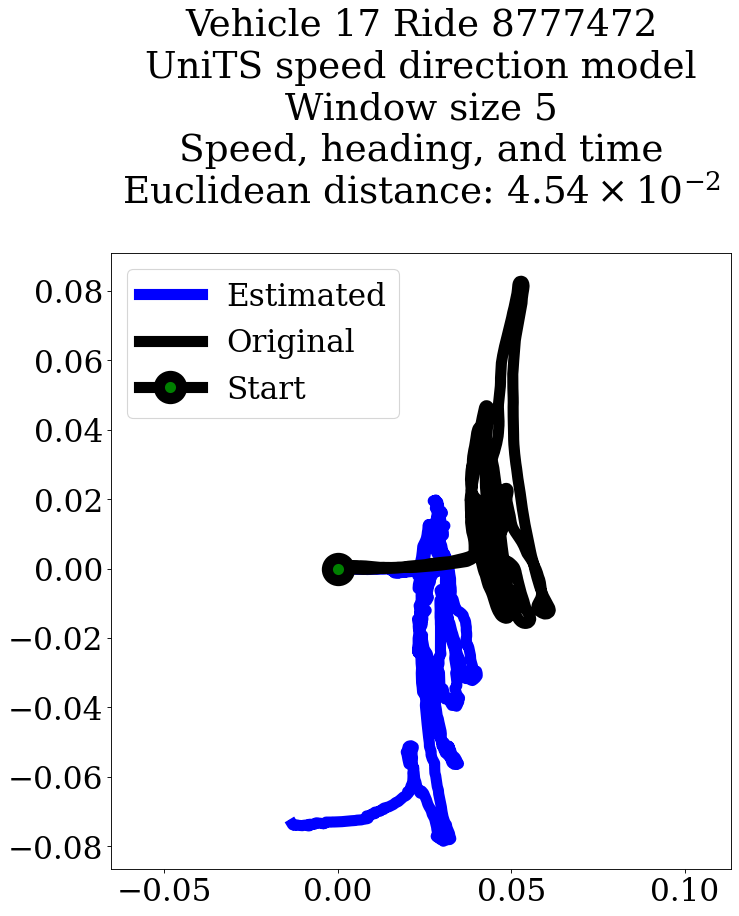 Vehicle 17 Ride 8777472
UniTS speed direction model
Window size 5
Speed, heading, and time
Euclidean distance: 4.54 × 10⁻²
Estimated
Original
Start
0.08
0.06
0.04
0.02
0.00
−0.02
−0.04
−0.06
−0.08
−0.05
0.00
0.05
0.10